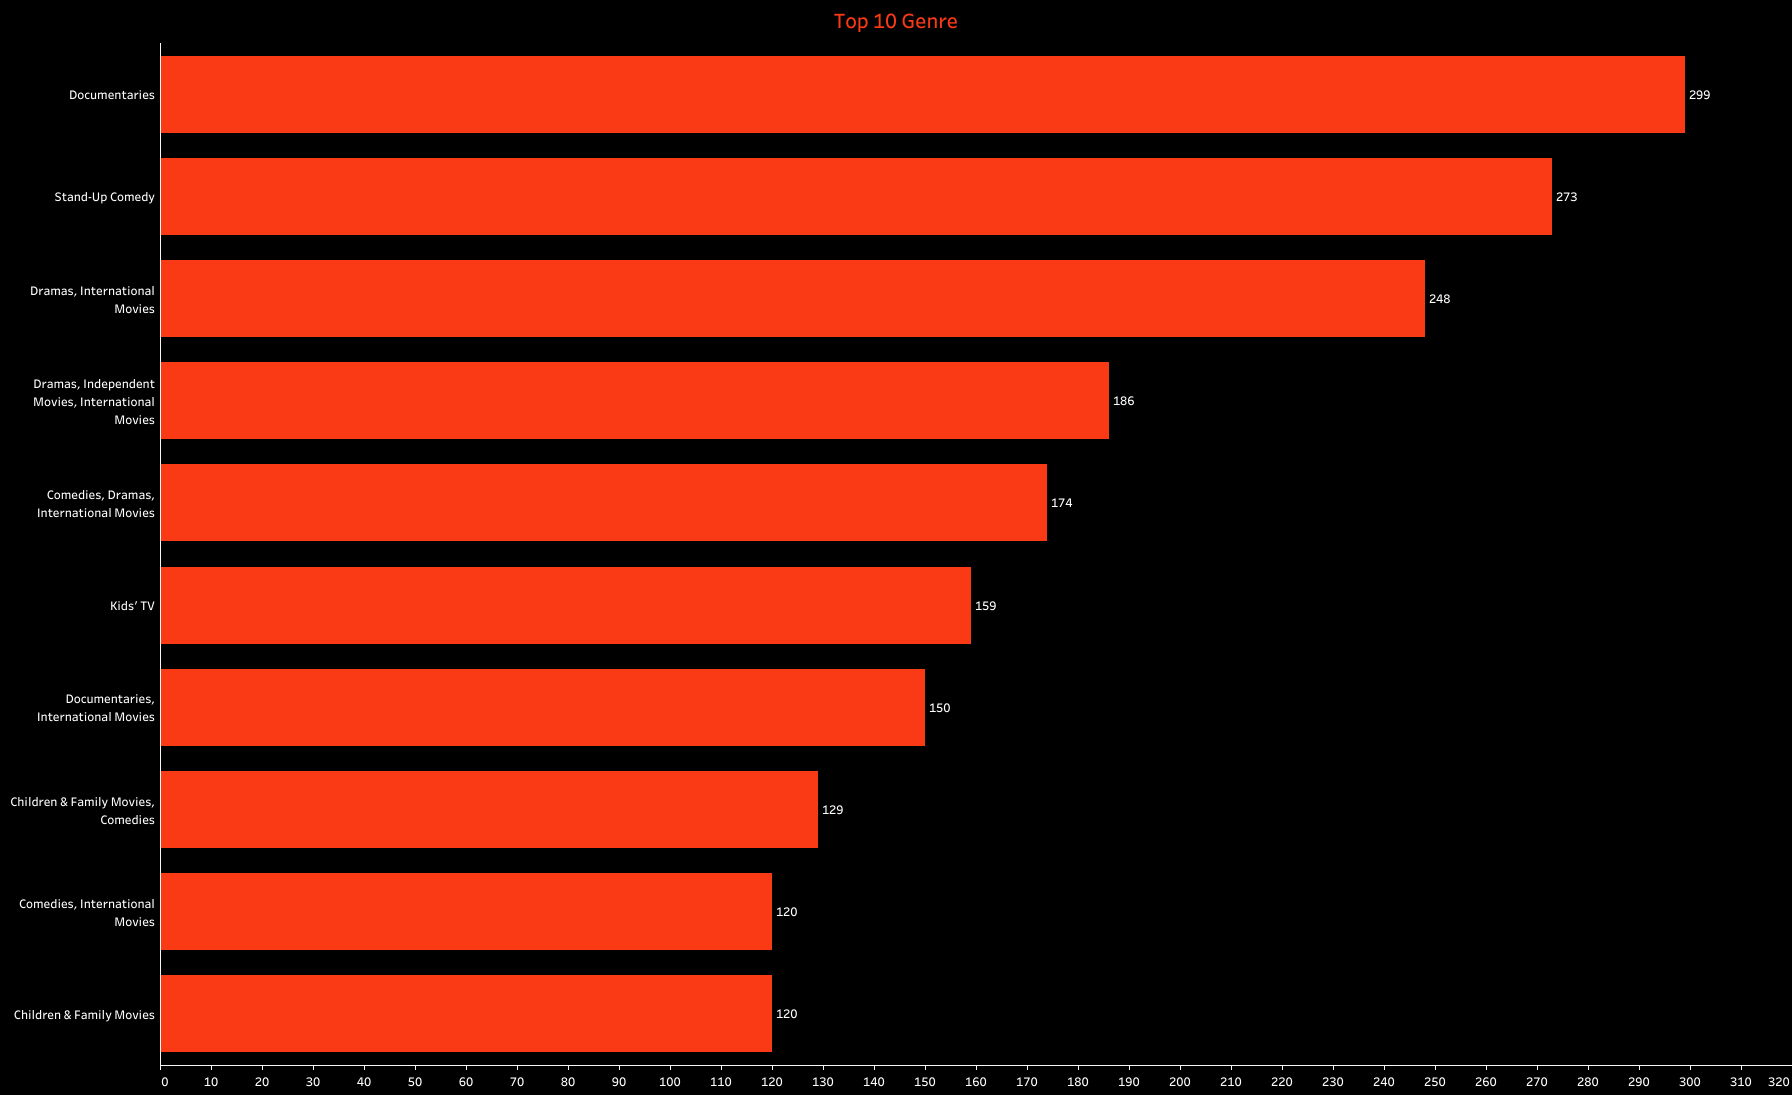 Top 10 Genre
Documentaries
299
Stand-Up Comedy
273
Dramas, International
Movies
248
Dramas, Independent
Movies, International
Movies
186
Comedies, Dramas,
International Movies
174
Kids’ TV
159
Documentaries,
International Movies
150
Children & Family Movies,
Comedies
129
Comedies, International
Movies
120
Children & Family Movies
120
0 10 20 30 40 50 60 70 80 90 100 110 120 130 140 150 160 170 180 190 200 210 220 230 240 250 260 270 280 290 300 310 320